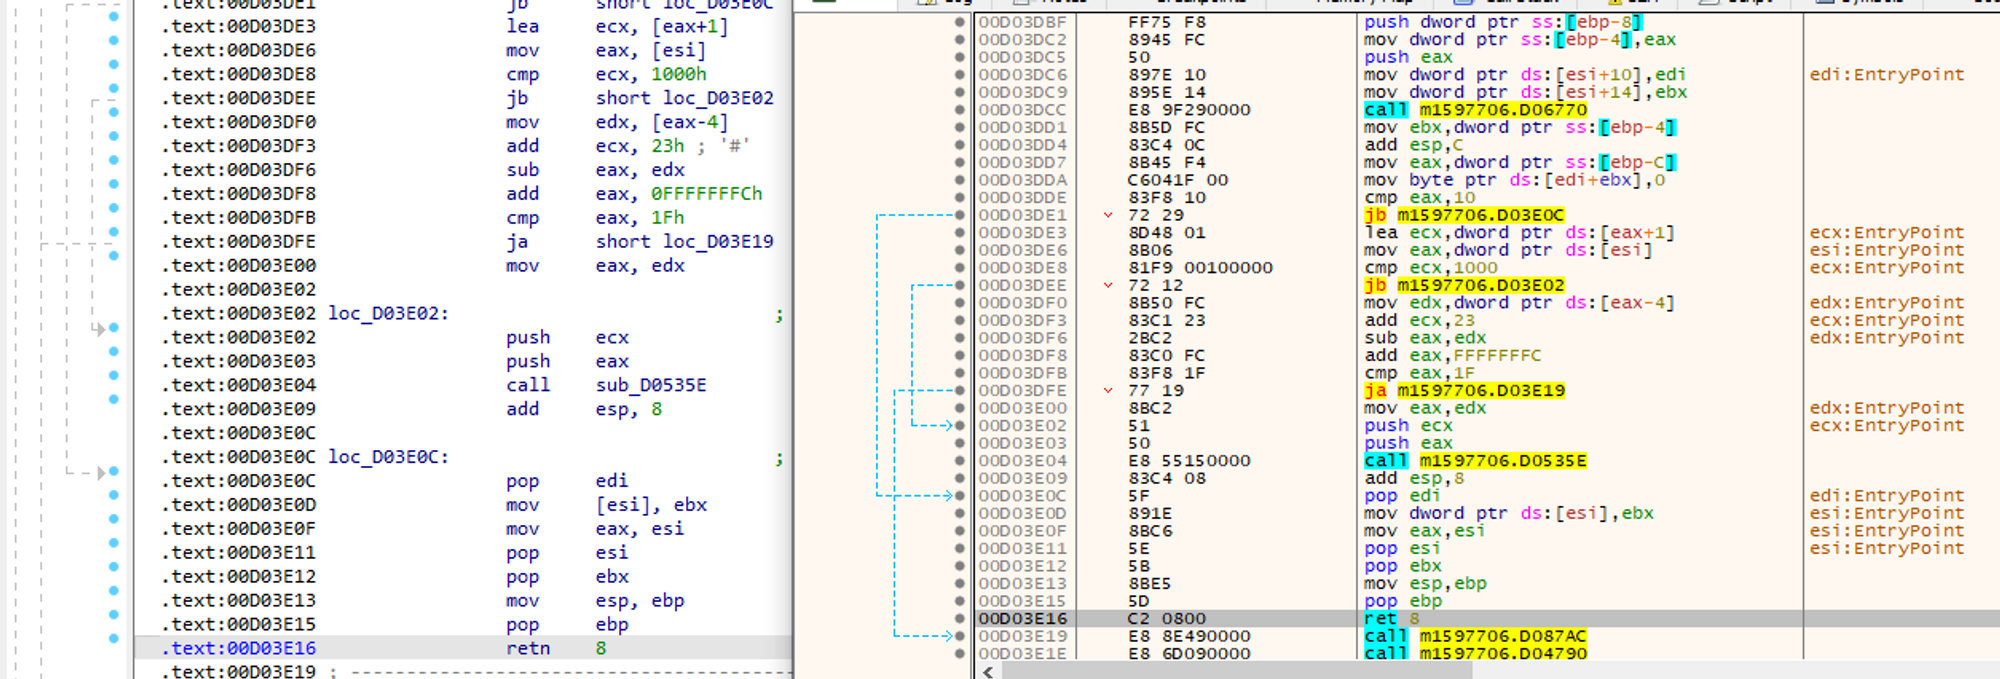 .text:00D03DE1 jb short loc_D03E0C
.text:00D03DE3 lea ecx, [eax+1]
.text:00D03DE6 mov eax, [esi]
.text:00D03DE8 cmp ecx, 1000h
.text:00D03DEE jb short loc_D03E02
.text:00D03DF0 mov edx, [eax-4]
.text:00D03DF3 add ecx, 23h ; '#'
.text:00D03DF6 sub eax, edx
.text:00D03DF8 add eax, 0FFFFFFFCh
.text:00D03DFB cmp eax, 1Fh
.text:00D03DFE ja short loc_D03E19
.text:00D03E00 mov eax, edx
.text:00D03E02
.text:00D03E02 loc_D03E02: ;
.text:00D03E02 push ecx
.text:00D03E03 push eax
.text:00D03E04 call sub_D0535E
.text:00D03E09 add esp, 8
.text:00D03E0C
.text:00D03E0C loc_D03E0C: ;
.text:00D03E0C pop edi
.text:00D03E0D mov [esi], ebx
.text:00D03E0F mov eax, esi
.text:00D03E11 pop esi
.text:00D03E12 pop ebx
.text:00D03E13 mov esp, ebp
.text:00D03E15 pop ebp
.text:00D03E16 retn 8
.text:00D03E19 ; ---------------------------------------
00D03DBF FF75 F8 push dword ptr ss:[ebp-8]
00D03DC2 8945 FC mov dword ptr ss:[ebp-4],eax
00D03DC5 50 push eax
00D03DC6 897E 10 mov dword ptr ds:[esi+10],edi edi:EntryPoint
00D03DC9 895E 14 mov dword ptr ds:[esi+14],ebx
00D03DCC E8 9F290000 call m1597706.D06770
00D03DD1 8B5D FC mov ebx,dword ptr ss:[ebp-4]
00D03DD4 83C4 0C add esp,C
00D03DD7 8B45 F4 mov eax,dword ptr ss:[ebp-C]
00D03DDA C6041F 00 mov byte ptr ds:[edi+ebx],0
00D03DDE 83F8 10 cmp eax,10
00D03DE1 72 29 jb m1597706.D03E0C
00D03DE3 8D48 01 lea ecx,dword ptr ds:[eax+1] ecx:EntryPoint
00D03DE6 8B06 mov eax,dword ptr ds:[esi] esi:EntryPoint
00D03DE8 81F9 00100000 cmp ecx,1000 ecx:EntryPoint
00D03DEE 72 12 jb m1597706.D03E02
00D03DF0 8B50 FC mov edx,dword ptr ds:[eax-4] edx:EntryPoint
00D03DF3 83C1 23 add ecx,23 ecx:EntryPoint
00D03DF6 2BC2 sub eax,edx edx:EntryPoint
00D03DF8 83C0 FC add eax,FFFFFFFC
00D03DFB 83F8 1F cmp eax,1F
00D03DFE 77 19 ja m1597706.D03E19
00D03E00 8BC2 mov eax,edx edx:EntryPoint
00D03E02 51 push ecx ecx:EntryPoint
00D03E03 50 push eax
00D03E04 E8 55150000 call m1597706.D0535E
00D03E09 83C4 08 add esp,8
00D03E0C 5F pop edi edi:EntryPoint
00D03E0D 891E mov dword ptr ds:[esi],ebx esi:EntryPoint
00D03E0F 8BC6 mov eax,esi esi:EntryPoint
00D03E11 5E pop esi esi:EntryPoint
00D03E12 5B pop ebx
00D03E13 8BE5 mov esp,ebp
00D03E15 5D pop ebp
00D03E16 C2 0800 ret 8
00D03E19 E8 8E490000 call m1597706.D087AC
00D03E1E E8 6D090000 call m1597706.D04790